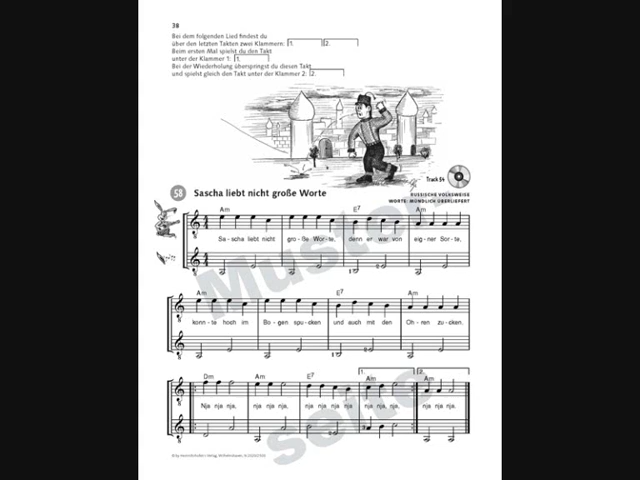 38
Bei dem folgenden Lied findest du
über den letzten Takten zwei Klammern: 1. 2.
Beim ersten Mal spielst du den Takt
unter der Klammer 1: 1.
Bei der Wiederholung überspringst du diesen Takt
und spielst gleich den Takt unter der Klammer 2: 2.
Track 54
58 Sascha liebt nicht große Worte
RUSSISCHE VOLKSWEISE
WORTE: MÜNDLICH ÜBERLIEFERT
Am Am E7 Am
Sa-scha liebt nicht gro-ße Wor-te, denn er war von eig-ner Sor-te,
Am Am E7 Am
konn-te hoch im Bo-gen spu-cken und auch mit den Oh-ren zu-cken.
Dm Am E7 1. Am 2. Am
Nja nja nja, nja nja nja, nja nja nja nja nja nja nja, nja nja nja.
Musterseite